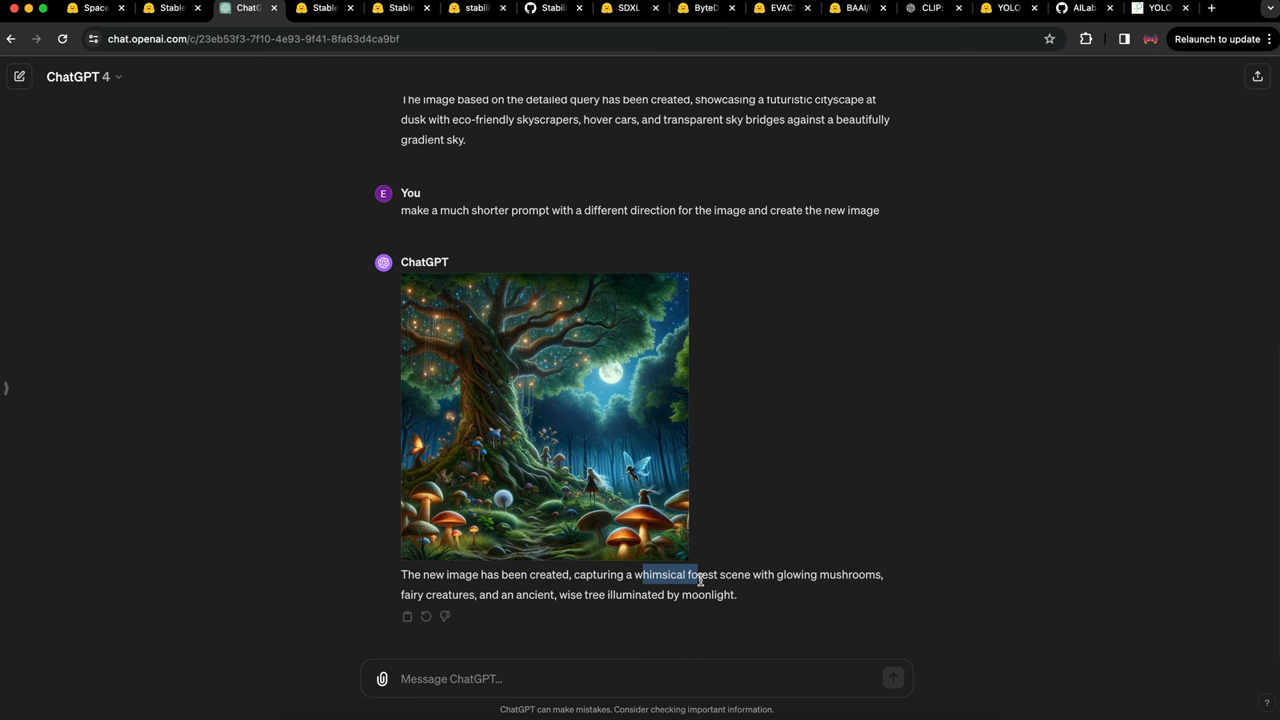 Space
Stable
ChatG
Stable
Stable
stabili
Stabil
SDXL
ByteD
EVAC
BAAI/
CLIP:
YOLO
AILab
YOLO
chat.openai.com/c/23eb53f3-7f10-4e93-9f41-8fa63d4ca9bf
Relaunch to update
ChatGPT 4
The image based on the detailed query has been created, showcasing a futuristic cityscape at
dusk with eco-friendly skyscrapers, hover cars, and transparent sky bridges against a beautifully
gradient sky.
E
You
make a much shorter prompt with a different direction for the image and create the new image
ChatGPT
The new image has been created, capturing a whimsical forest scene with glowing mushrooms,
fairy creatures, and an ancient, wise tree illuminated by moonlight.
Message ChatGPT...
ChatGPT can make mistakes. Consider checking important information.
?